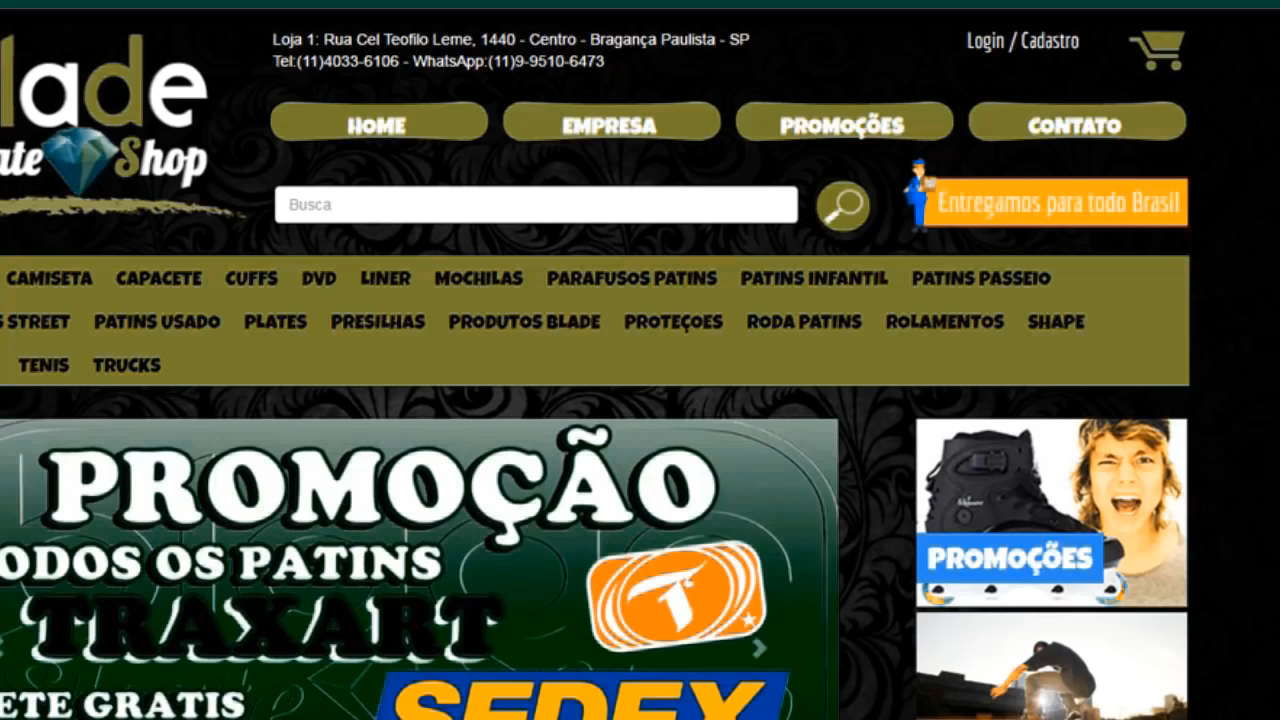 lade
ate Shop
Loja 1: Rua Cel Teofilo Leme, 1440 - Centro - Bragança Paulista - SP
Tel:(11)4033-6106 - WhatsApp:(11)9-9510-6473
Login / Cadastro
HOME EMPRESA PROMOÇÕES CONTATO
Busca
Entregamos para todo Brasil
CAMISETA CAPACETE CUFFS DVD LINER MOCHILAS PARAFUSOS PATINS PATINS INFANTIL PATINS PASSEIO
S STREET PATINS USADO PLATES PRESILHAS PRODUTOS BLADE PROTEÇOES RODA PATINS ROLAMENTOS SHAPE
TENIS TRUCKS
PROMOÇÃO
ODOS OS PATINS
TRAXART
T
ETE GRATIS
SEDEX
PROMOÇÕES